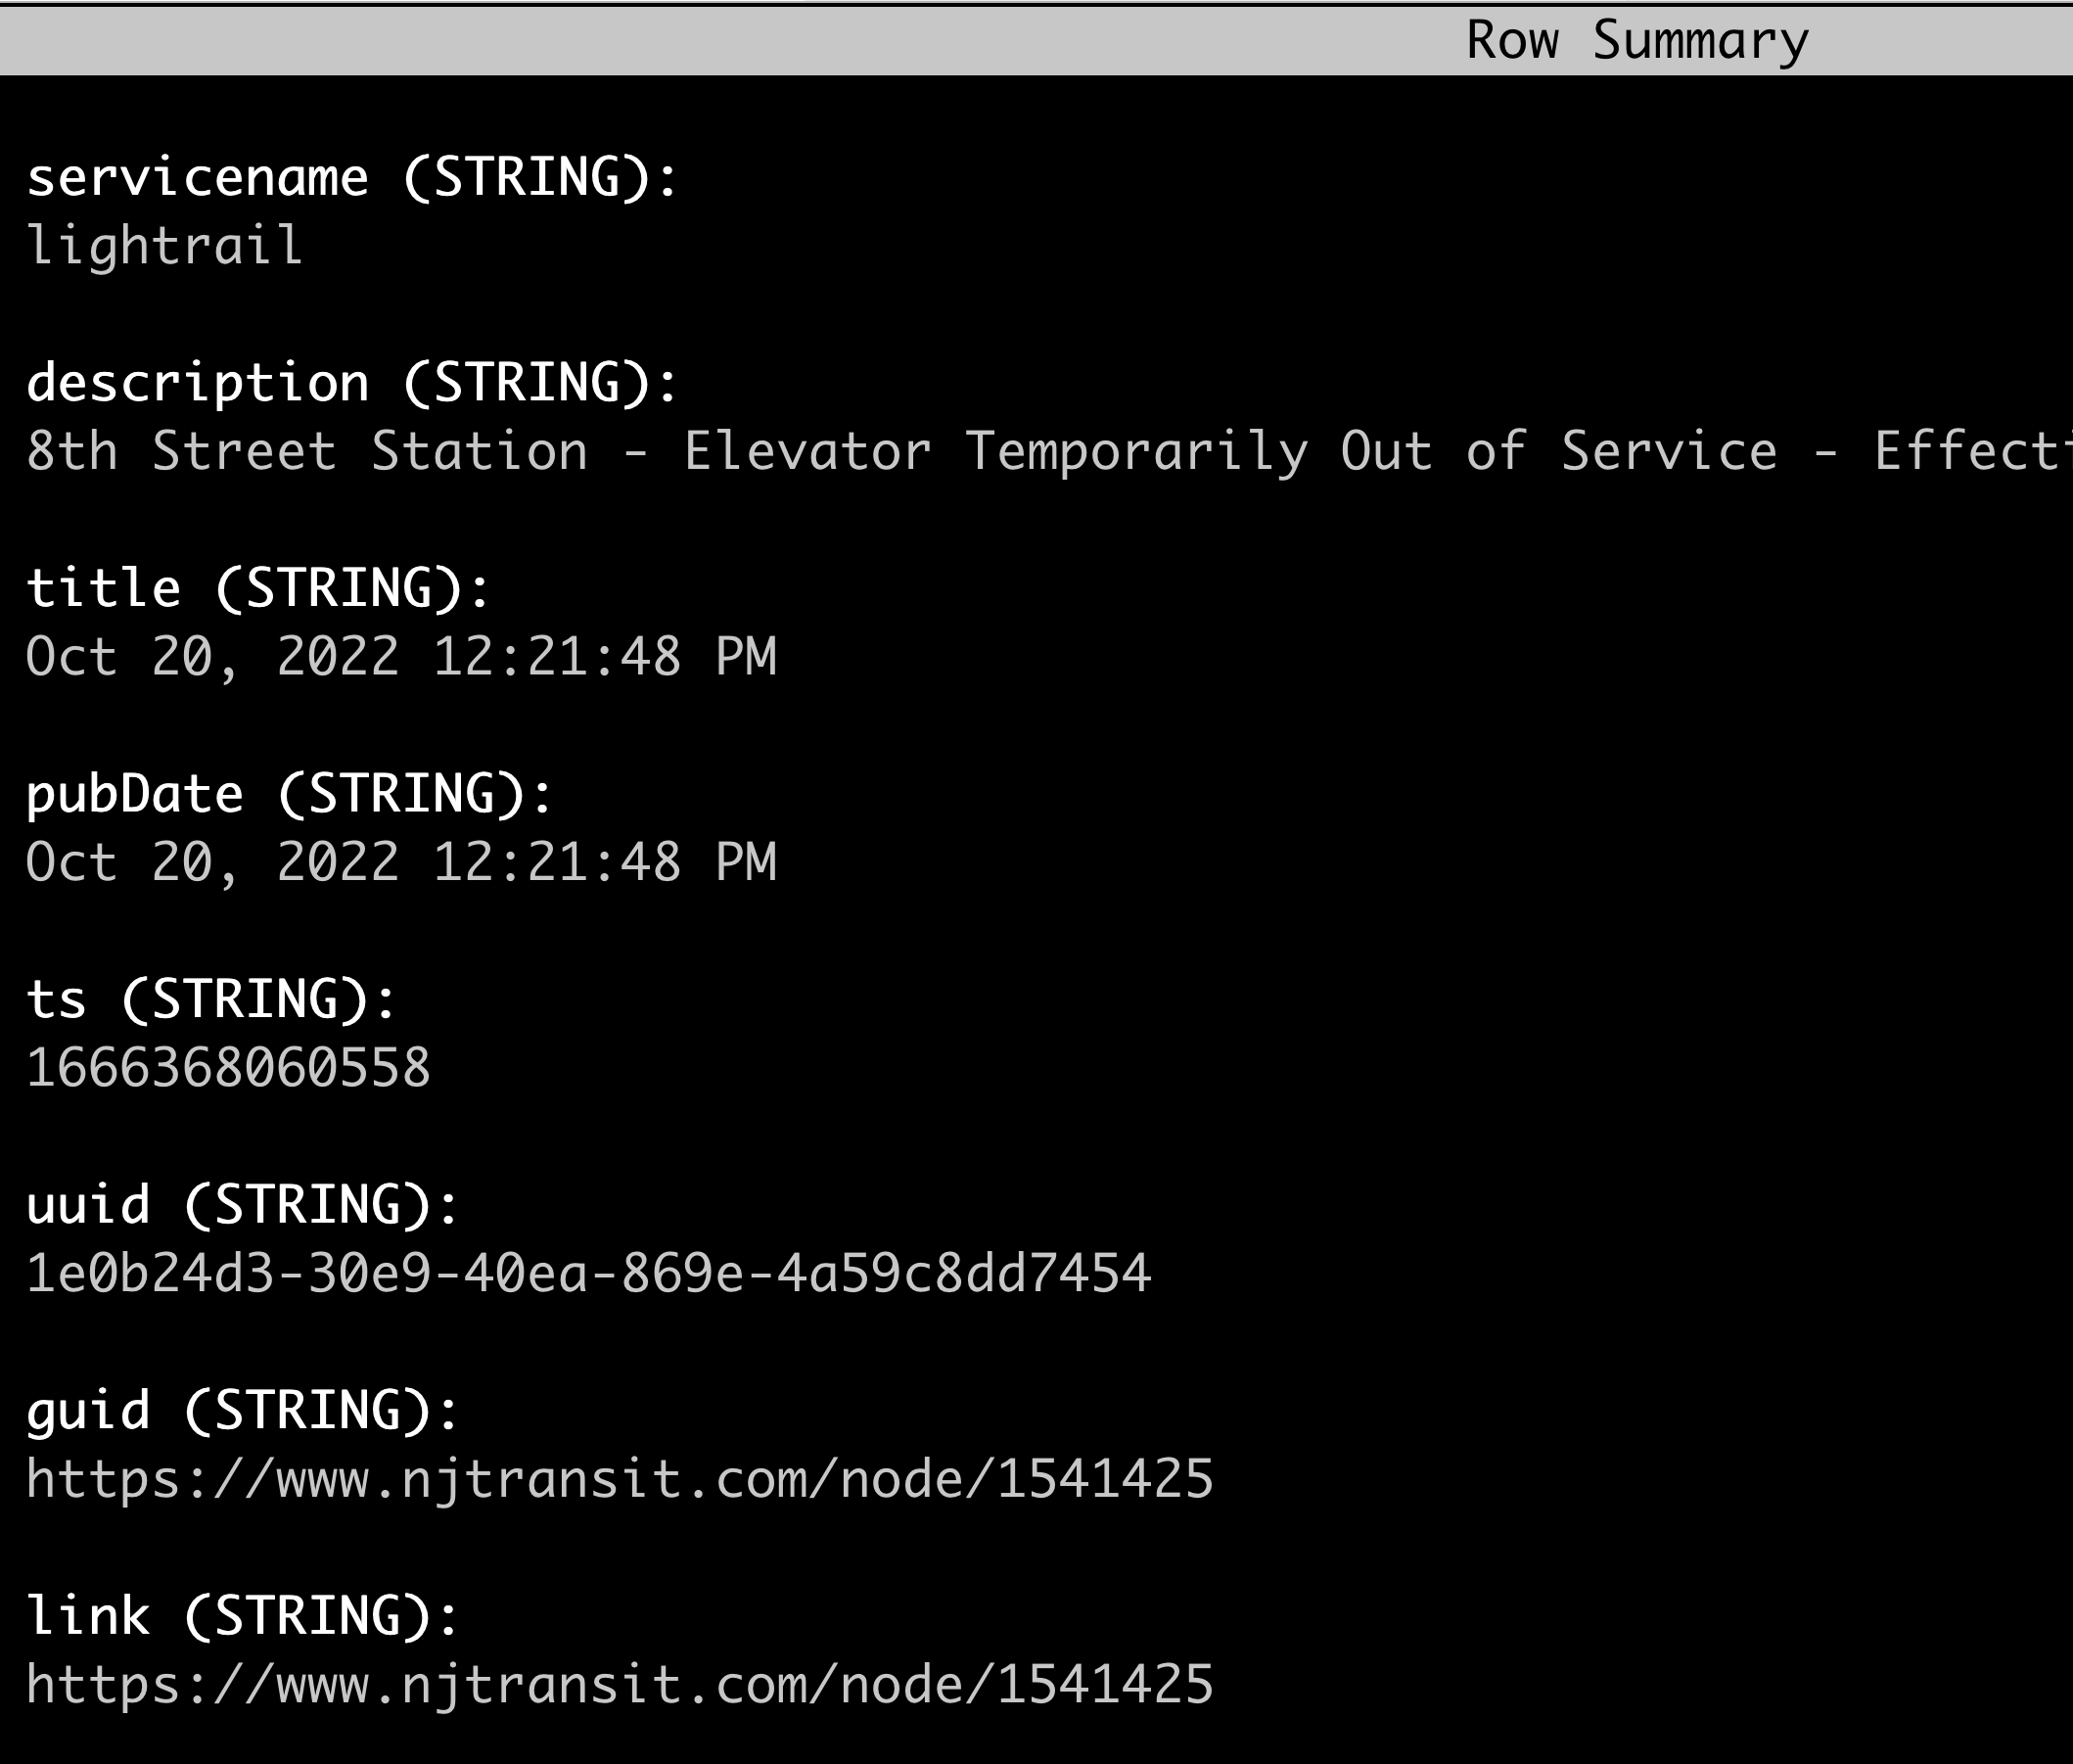 Row Summary
servicename (STRING):
lightrail
description (STRING):
8th Street Station - Elevator Temporarily Out of Service - Effecti
title (STRING):
Oct 20, 2022 12:21:48 PM
pubDate (STRING):
Oct 20, 2022 12:21:48 PM
ts (STRING):
1666368060558
uuid (STRING):
1e0b24d3-30e9-40ea-869e-4a59c8dd7454
guid (STRING):
https://www.njtransit.com/node/1541425
link (STRING):
https://www.njtransit.com/node/1541425